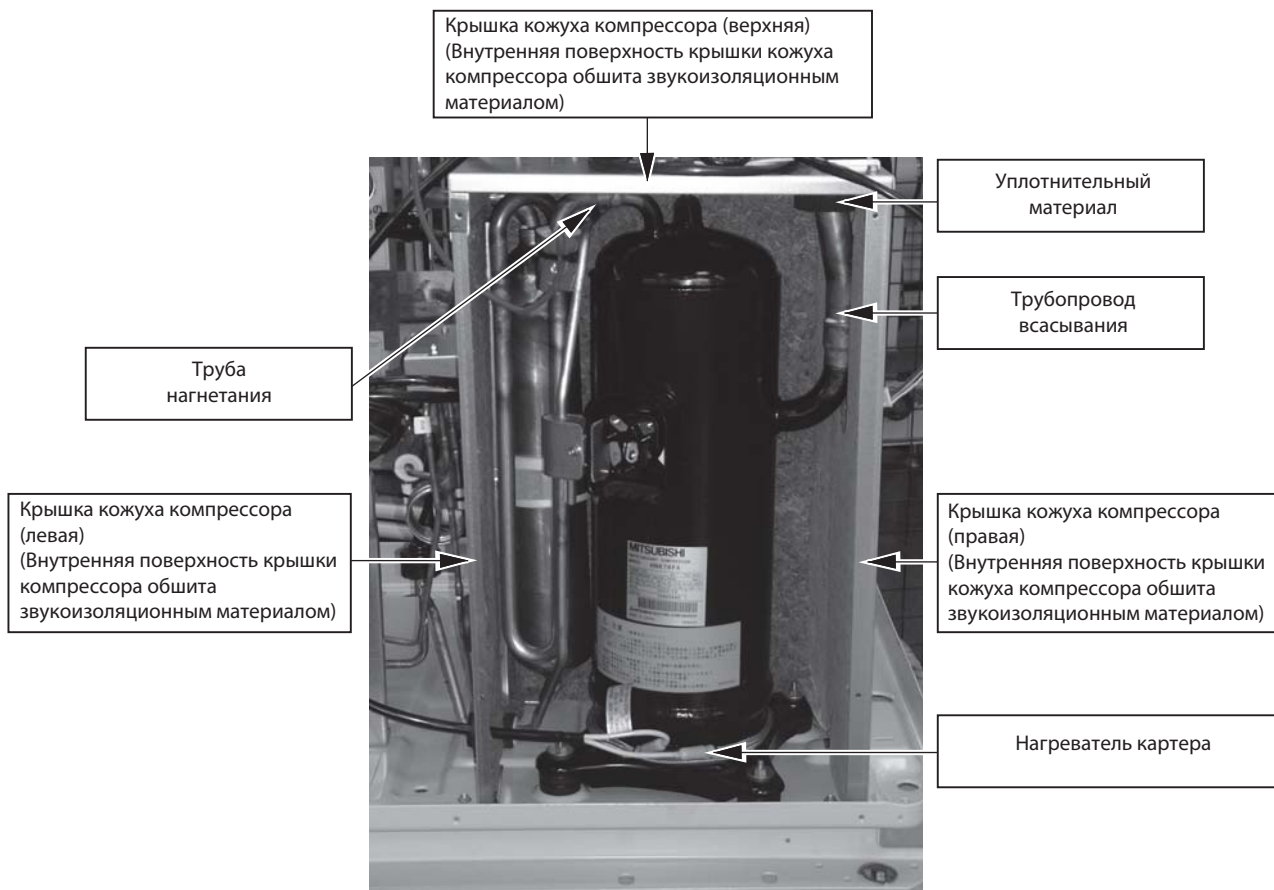 Крышка кожуха компрессора (верхняя)
(Внутренняя поверхность крышки кожуха
компрессора обшита звукоизоляционным
материалом)
Уплотнительный
материал
Трубопровод
всасывания
Труба
нагнетания
Крышка кожуха компрессора
(левая)
(Внутренняя поверхность крышки
компрессора обшита
звукоизоляционным материалом)
Крышка кожуха компрессора
(правая)
(Внутренняя поверхность крышки
кожуха компрессора обшита
звукоизоляционным материалом)
MITSUBISHI
Нагреватель картера